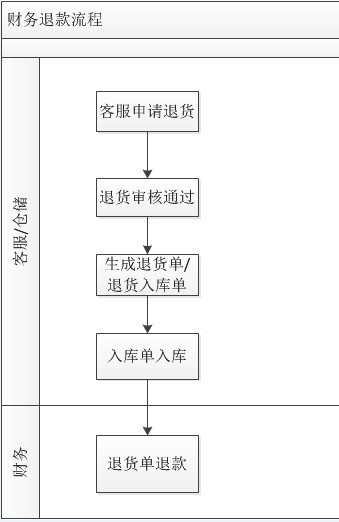 财务退款流程
客服/仓储
客服申请退货
退货审核通过
生成退货单/
退货入库单
入库单入库
财务
退货单退款